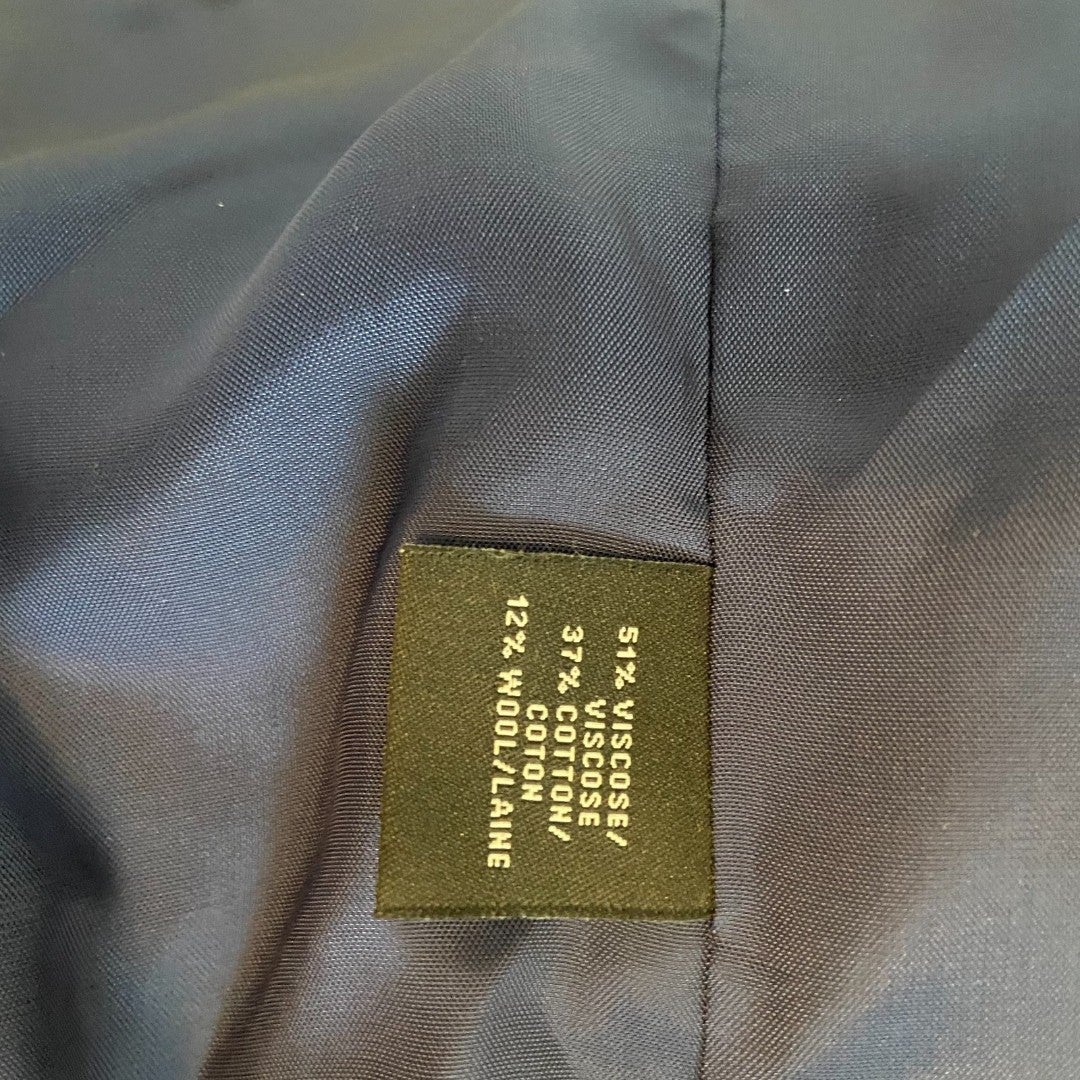 51% VISCOSE/
VISCOSE
37% COTTON/
COTON
12% WOOL/LAINE